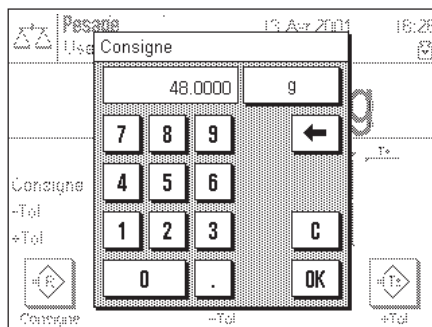 Pesage 13 Avr 2001 16:28
Use
Consigne
48.0000 g
g
7 8 9
Consigne 4 5 6
-Tol
+Tol 1 2 3 C
0 . OK
Consigne -Tol +Tol